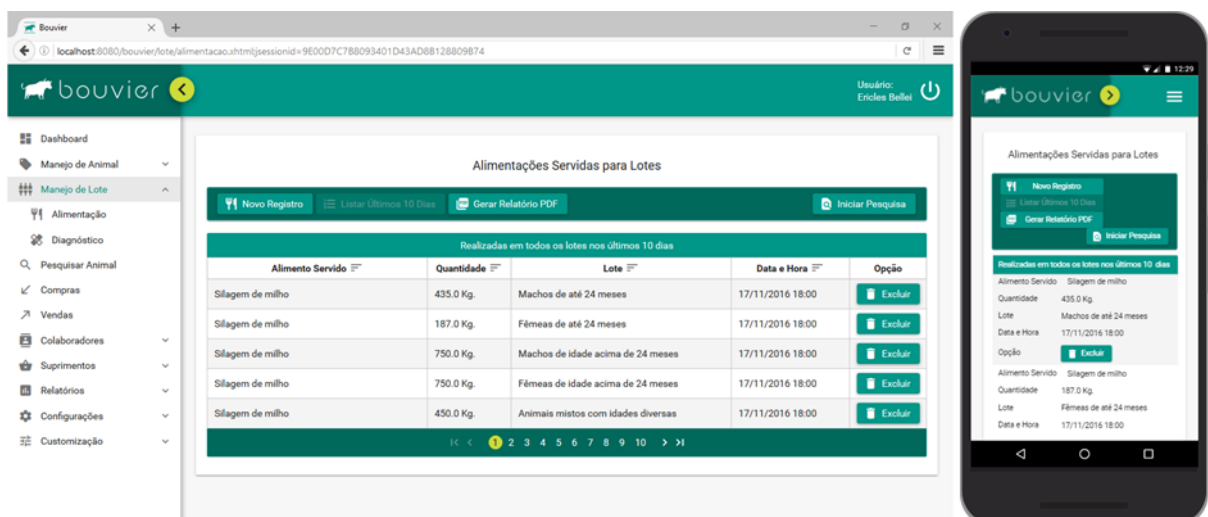 Bouvier
localhost:8080/bouvier/lote/alimentacao.xhtml;jsessionid=9E00D7C7B8093401D43AD8B128809B74
bouvier
Usuário:
Ericles Bellei
Dashboard
Manejo de Animal
Manejo de Lote
Alimentação
Diagnóstico
Pesquisar Animal
Compras
Vendas
Colaboradores
Suprimentos
Relatórios
Configurações
Customização
Alimentações Servidas para Lotes
Novo Registro Listar Últimos 10 Dias Gerar Relatório PDF Iniciar Pesquisa
Realizadas em todos os lotes nos últimos 10 dias
Alimento Servido Quantidade Lote Data e Hora Opção
Silagem de milho 435.0 Kg. Machos de até 24 meses 17/11/2016 18:00 Excluir
Silagem de milho 187.0 Kg. Fêmeas de até 24 meses 17/11/2016 18:00 Excluir
Silagem de milho 750.0 Kg. Machos de idade acima de 24 meses 17/11/2016 18:00 Excluir
Silagem de milho 750.0 Kg. Fêmeas de idade acima de 24 meses 17/11/2016 18:00 Excluir
Silagem de milho 450.0 Kg. Animais mistos com idades diversas 17/11/2016 18:00 Excluir
1 2 3 4 5 6 7 8 9 10
12:29
bouvier
Alimentações Servidas para Lotes
Novo Registro
Listar Últimos 10 Dias
Gerar Relatório PDF
Iniciar Pesquisa
Realizadas em todos os lotes nos últimos 10 dias
Alimento Servido Silagem de milho
Quantidade 435.0 Kg.
Lote Machos de até 24 meses
Data e Hora 17/11/2016 18:00
Opção Excluir
Alimento Servido Silagem de milho
Quantidade 187.0 Kg.
Lote Fêmeas de até 24 meses
Data e Hora 17/11/2016 18:00